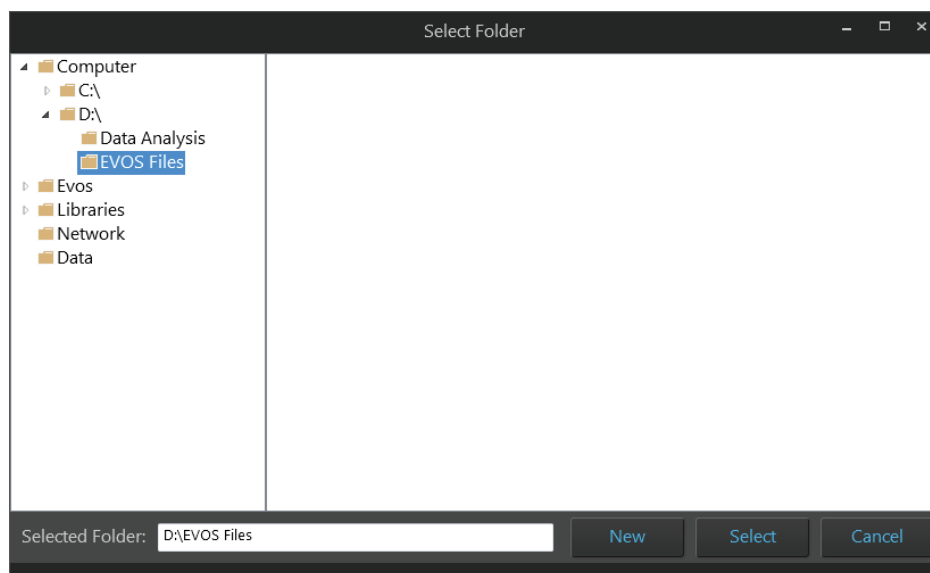 Select Folder
Computer
C:\
D:\
Data Analysis
EVOS Files
Evos
Libraries
Network
Data
Selected Folder: D:\EVOS Files New Select Cancel